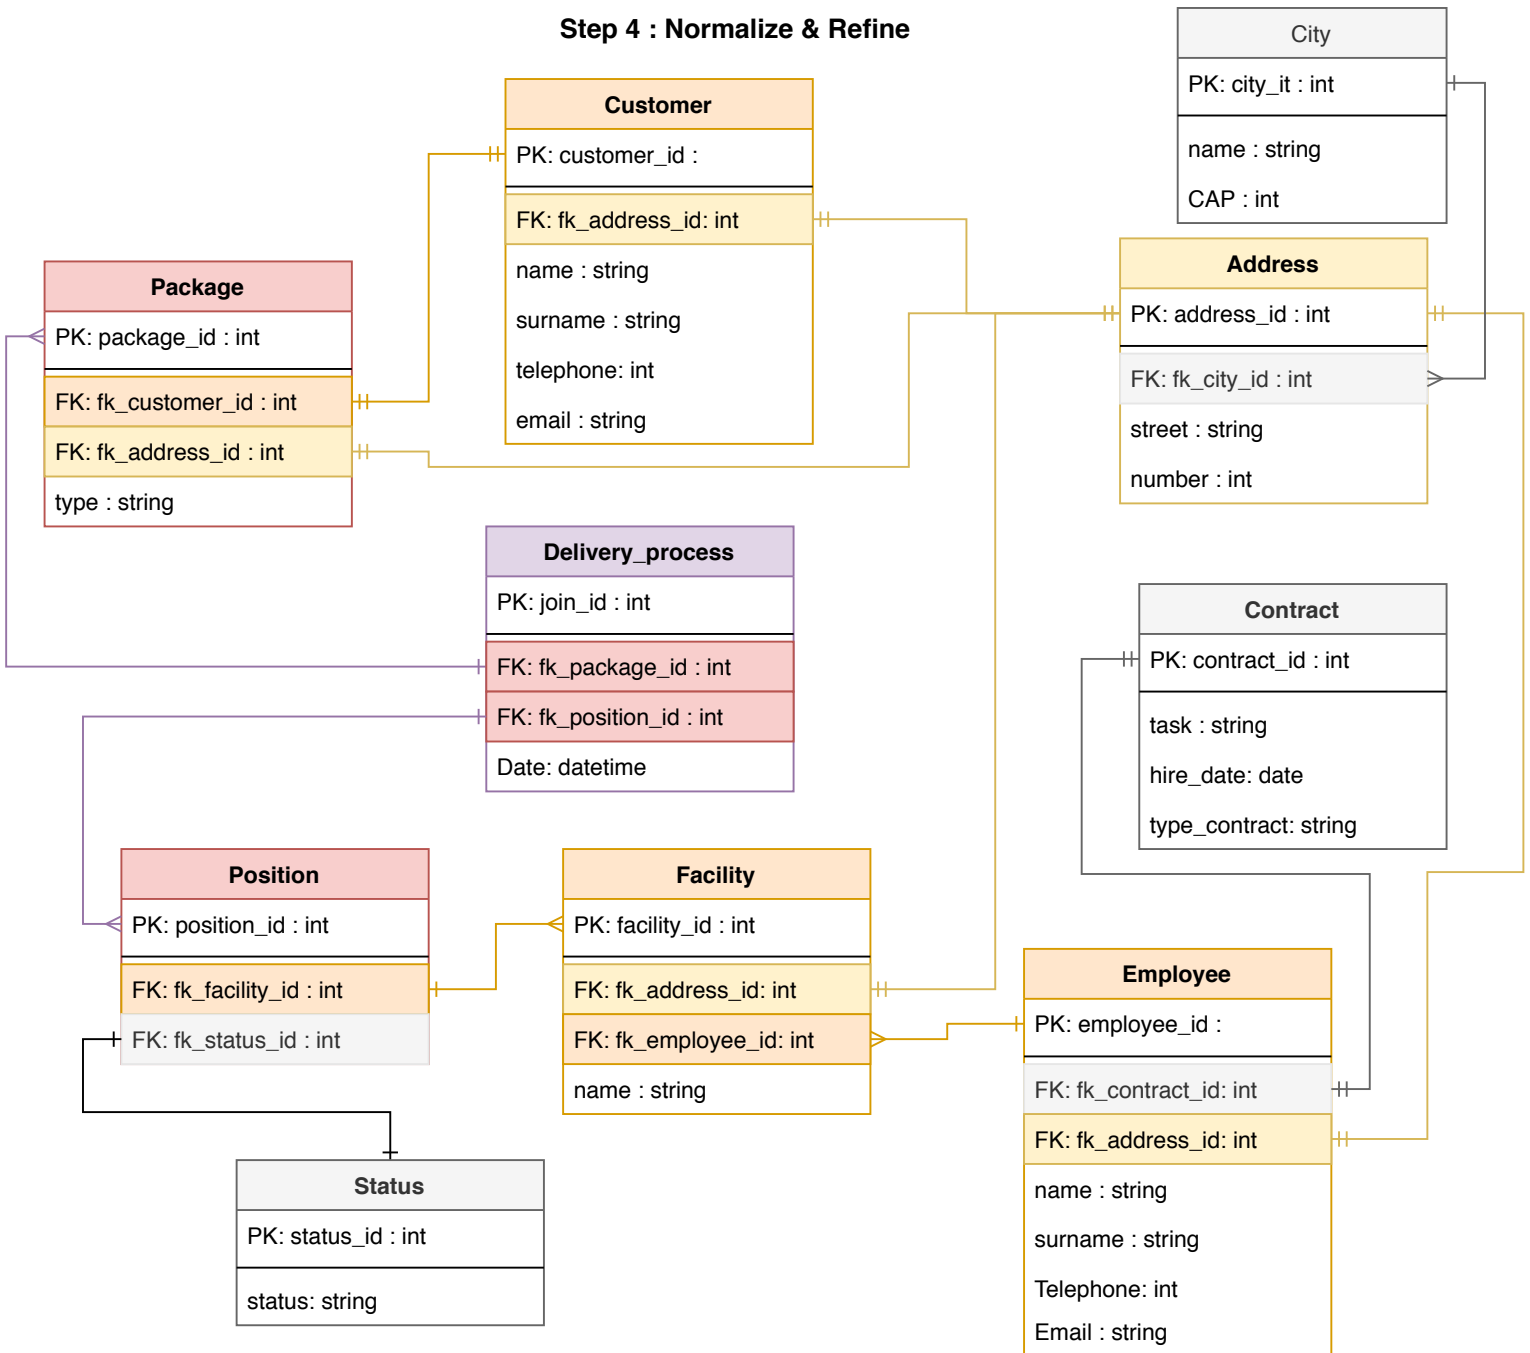 Step 4 : Normalize & Refine
City
PK: city_it : int
name : string
CAP : int
Customer
PK: customer_id :
FK: fk_address_id: int
name : string
surname : string
telephone: int
email : string
Address
PK: address_id : int
FK: fk_city_id : int
street : string
number : int
Package
PK: package_id : int
FK: fk_customer_id : int
FK: fk_address_id : int
type : string
Delivery_process
PK: join_id : int
FK: fk_package_id : int
FK: fk_position_id : int
Date: datetime
Contract
PK: contract_id : int
task : string
hire_date: date
type_contract: string
Position
PK: position_id : int
FK: fk_facility_id : int
FK: fk_status_id : int
Facility
PK: facility_id : int
FK: fk_address_id: int
FK: fk_employee_id: int
name : string
Employee
PK: employee_id :
FK: fk_contract_id: int
FK: fk_address_id: int
name : string
surname : string
Telephone: int
Email : string
Status
PK: status_id : int
status: string